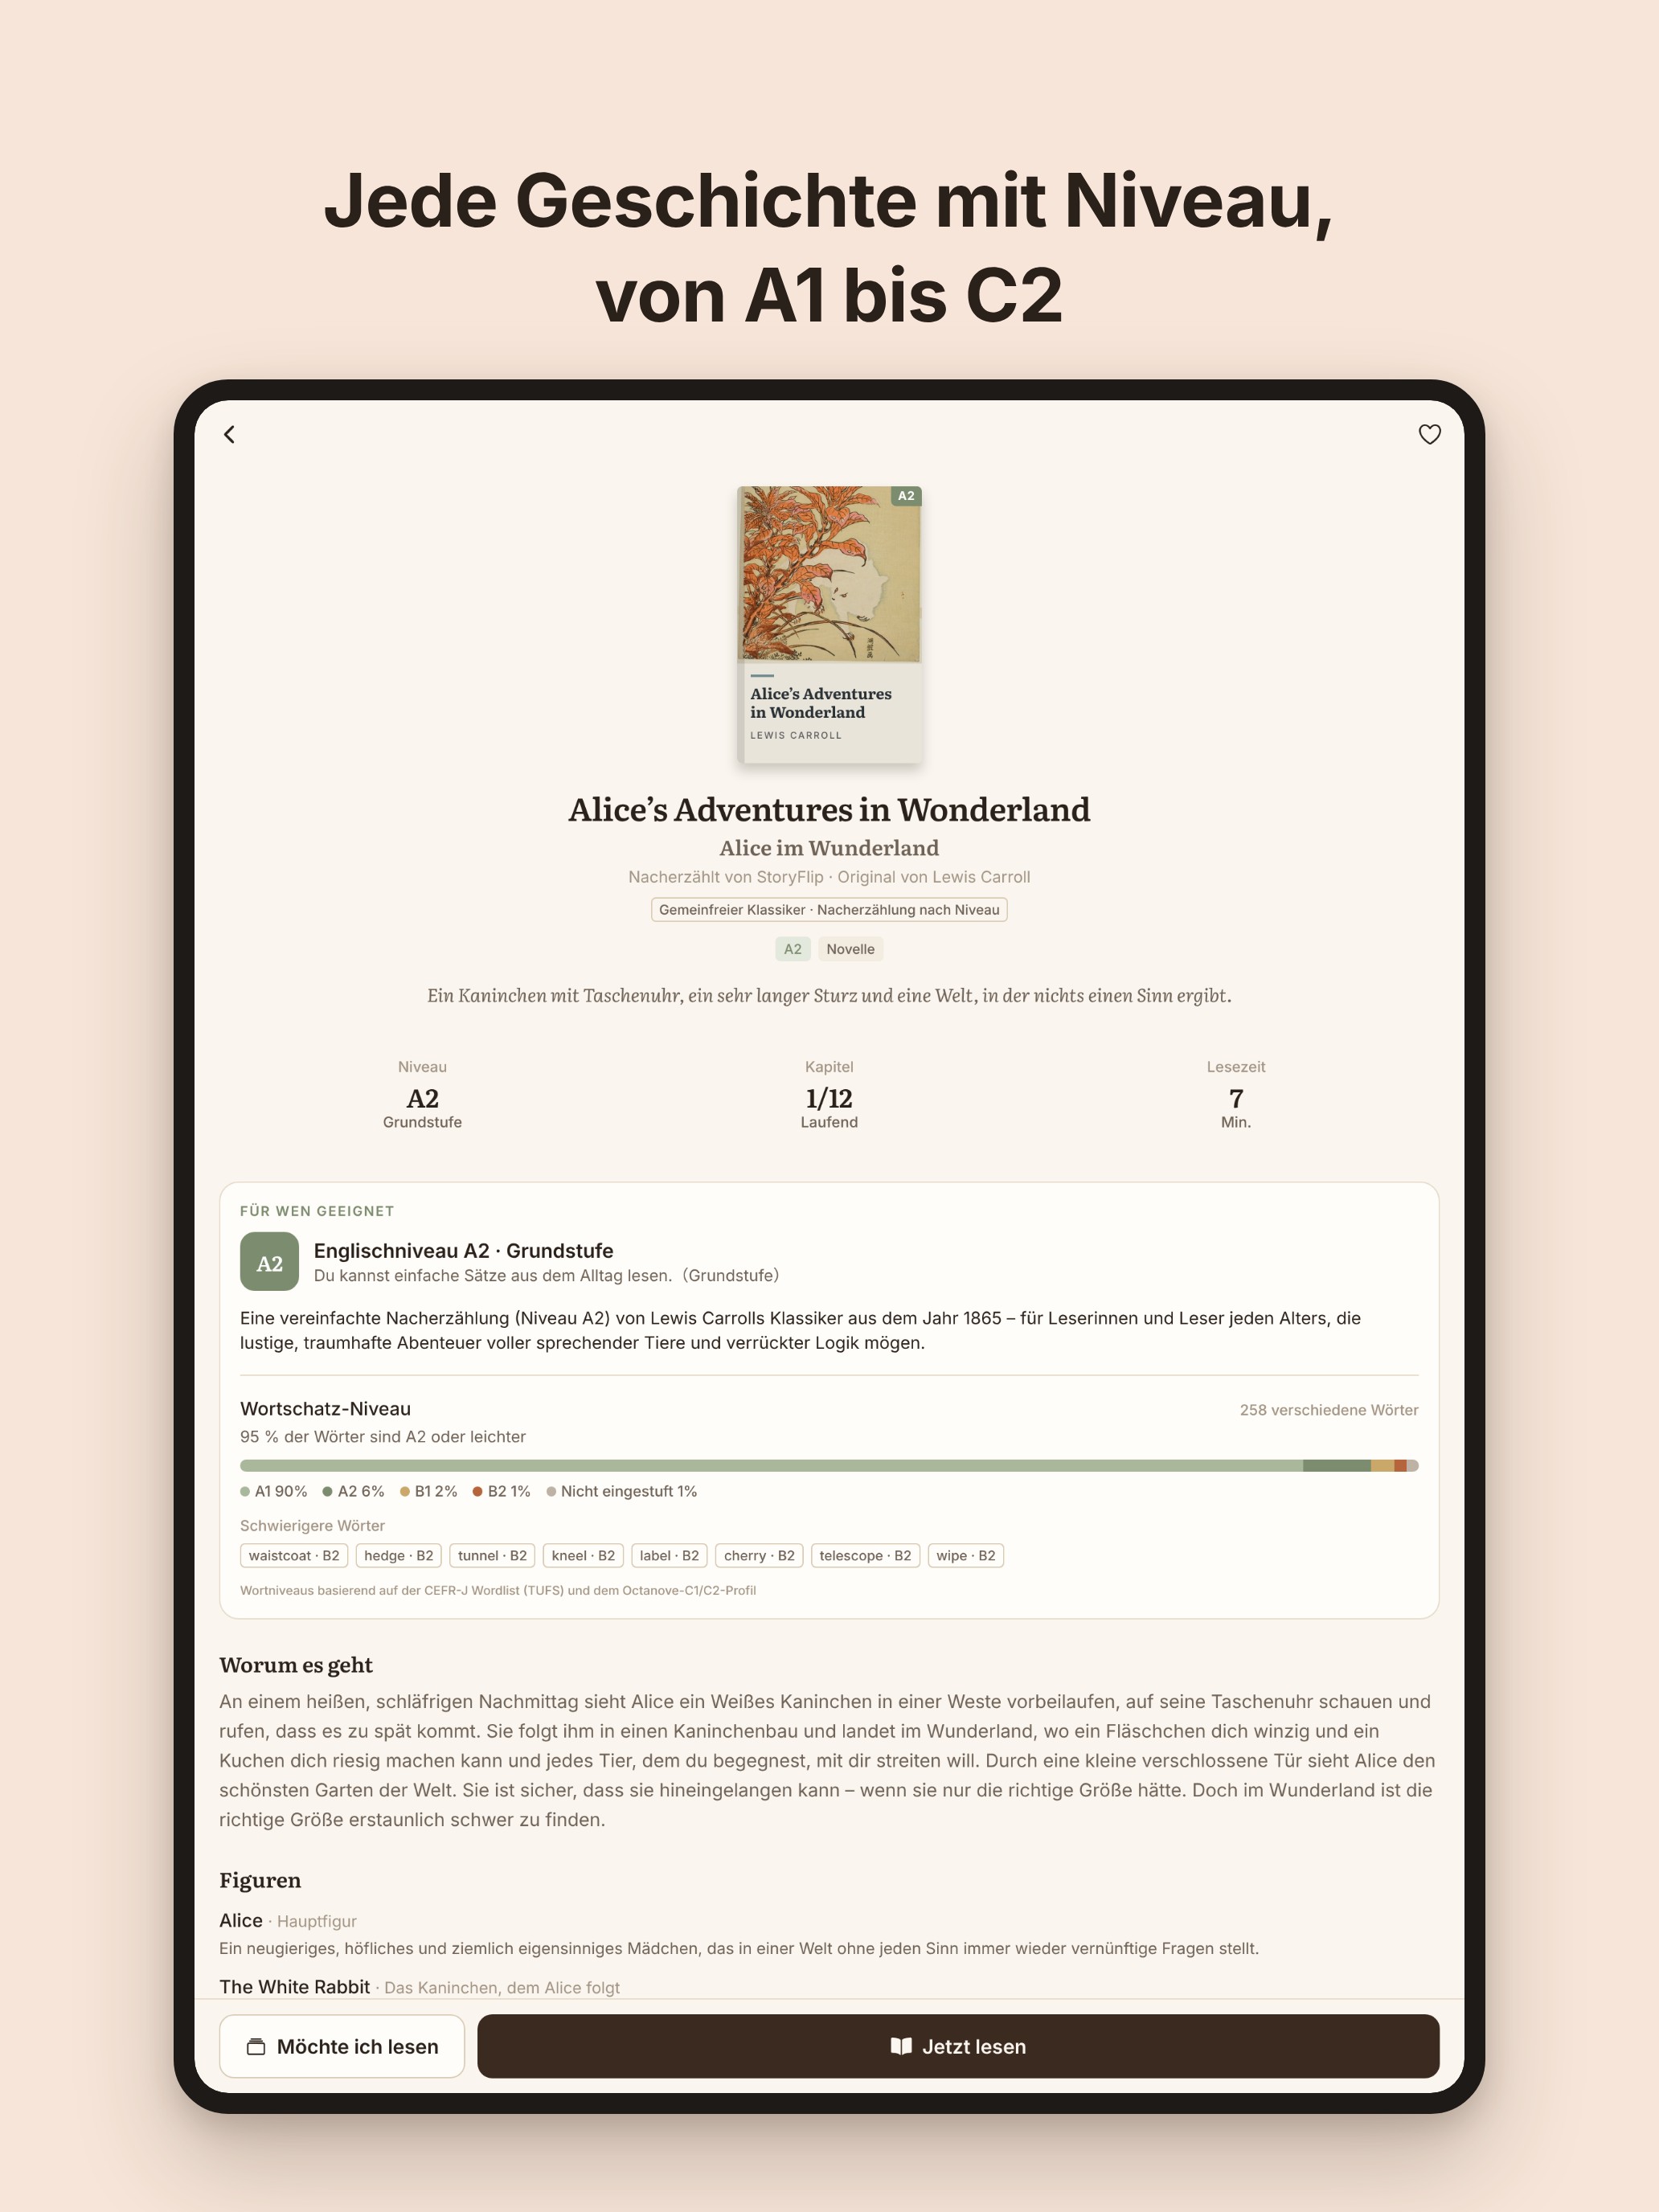 Jede Geschichte mit Niveau,
von A1 bis C2
A2
Alice’s Adventures
in Wonderland
LEWIS CARROLL
Alice’s Adventures in Wonderland
Alice im Wunderland
Nacherzählt von StoryFlip · Original von Lewis Carroll
Gemeinfreier Klassiker · Nacherzählung nach Niveau
A2 Novelle
Ein Kaninchen mit Taschenuhr, ein sehr langer Sturz und eine Welt, in der nichts einen Sinn ergibt.
Niveau Kapitel Lesezeit
A2 1/12 7
Grundstufe Laufend Min.
FÜR WEN GEEIGNET
A2
Englischniveau A2 · Grundstufe
Du kannst einfache Sätze aus dem Alltag lesen.（Grundstufe）
Eine vereinfachte Nacherzählung (Niveau A2) von Lewis Carrolls Klassiker aus dem Jahr 1865 – für Leserinnen und Leser jeden Alters, die
lustige, traumhafte Abenteuer voller sprechender Tiere und verrückter Logik mögen.
Wortschatz-Niveau 258 verschiedene Wörter
95 % der Wörter sind A2 oder leichter
A1 90% A2 6% B1 2% B2 1% Nicht eingestuft 1%
Schwierigere Wörter
waistcoat · B2 hedge · B2 tunnel · B2 kneel · B2 label · B2 cherry · B2 telescope · B2 wipe · B2
Wortniveaus basierend auf der CEFR-J Wordlist (TUFS) und dem Octanove-C1/C2-Profil
Worum es geht
An einem heißen, schläfrigen Nachmittag sieht Alice ein Weißes Kaninchen in einer Weste vorbeilaufen, auf seine Taschenuhr schauen und
rufen, dass es zu spät kommt. Sie folgt ihm in einen Kaninchenbau und landet im Wunderland, wo ein Fläschchen dich winzig und ein
Kuchen dich riesig machen kann und jedes Tier, dem du begegnest, mit dir streiten will. Durch eine kleine verschlossene Tür sieht Alice den
schönsten Garten der Welt. Sie ist sicher, dass sie hineingelangen kann – wenn sie nur die richtige Größe hätte. Doch im Wunderland ist die
richtige Größe erstaunlich schwer zu finden.
Figuren
Alice · Hauptfigur
Ein neugieriges, höfliches und ziemlich eigensinniges Mädchen, das in einer Welt ohne jeden Sinn immer wieder vernünftige Fragen stellt.
The White Rabbit · Das Kaninchen, dem Alice folgt
Möchte ich lesen Jetzt lesen